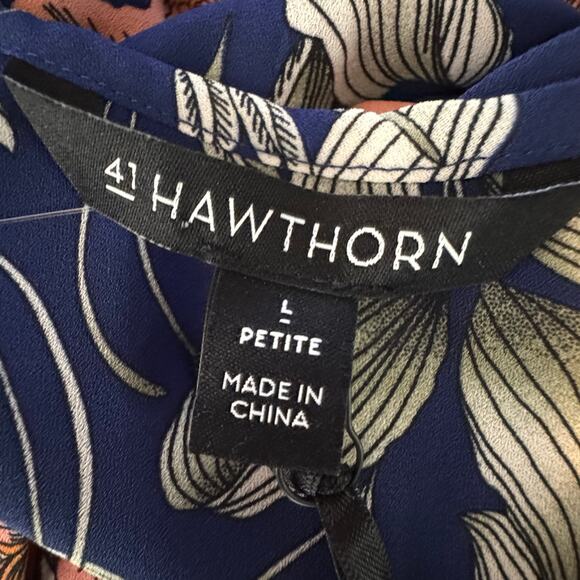 41 HAWTHORN
L
PETITE
MADE IN
CHINA